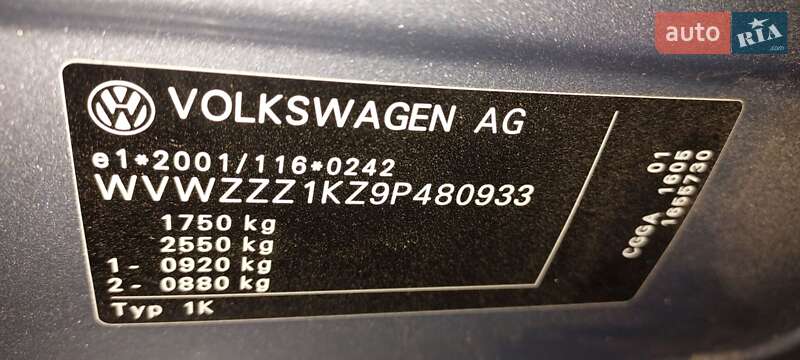 auto RIA .com
VOLKSWAGEN AG
e1*2001/116*0242
WVWZZZ1KZ9P480933
1750 kg
2550 kg
1- 0920 kg
2- 0880 kg
Typ 1K
01
CGGA 1605
1655730